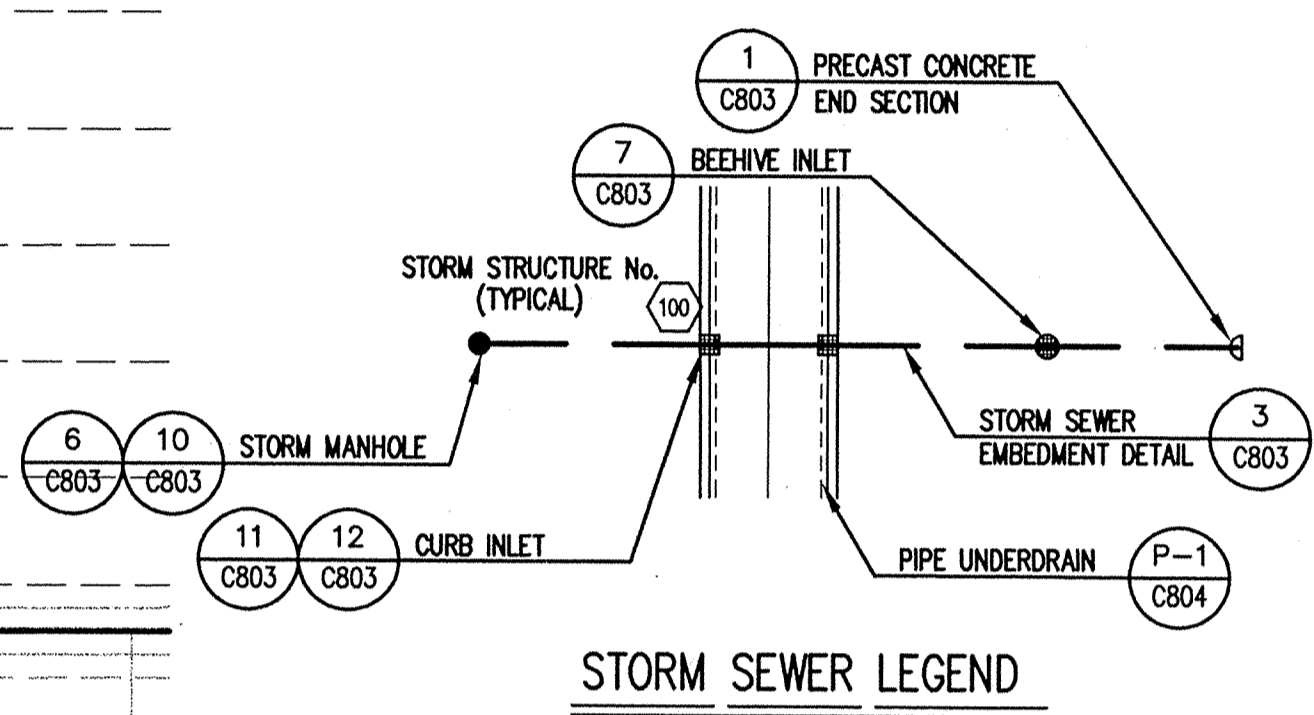 1
C803
PRECAST CONCRETE
END SECTION
7
C803
BEEHIVE INLET
STORM STRUCTURE No.
(TYPICAL)
100
6
C803
10
C803
STORM MANHOLE
STORM SEWER
EMBEDMENT DETAIL
3
C803
11
C803
12
C803
CURB INLET
PIPE UNDERDRAIN
P-1
C804
STORM SEWER LEGEND